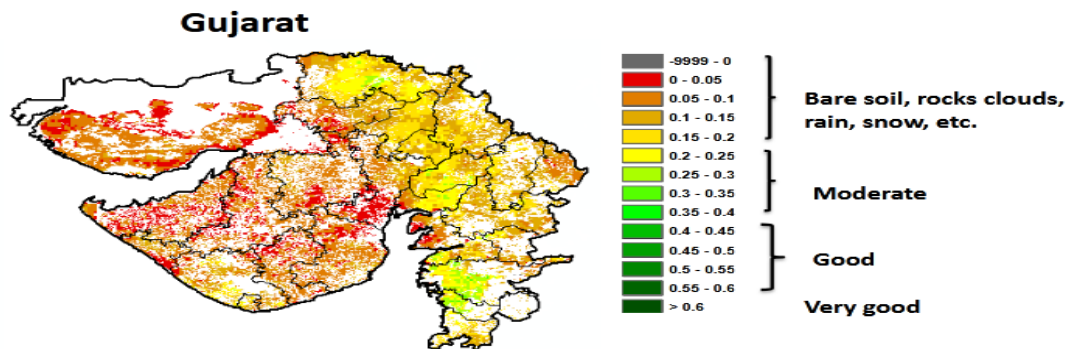 Gujarat
-9999 - 0
0 - 0.05
0.05 - 0.1
0.1 - 0.15
0.15 - 0.2
0.2 - 0.25
0.25 - 0.3
0.3 - 0.35
0.35 - 0.4
0.4 - 0.45
0.45 - 0.5
0.5 - 0.55
0.55 - 0.6
> 0.6
Bare soil, rocks clouds,
rain, snow, etc.
Moderate
Good
Very good